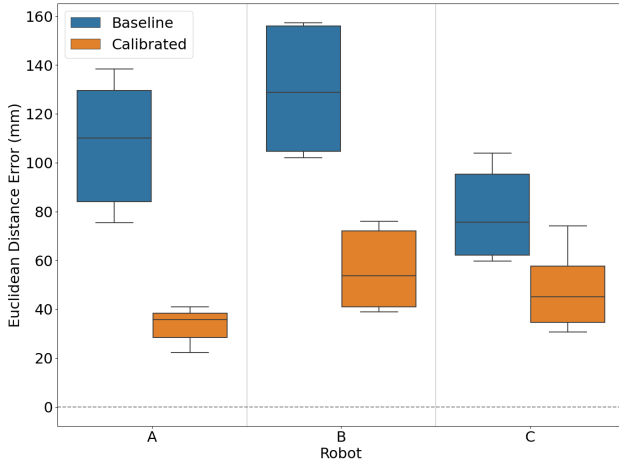 Baseline
Calibrated
160
140
120
100
80
60
40
20
0
Euclidean Distance Error (mm)
A B C
Robot